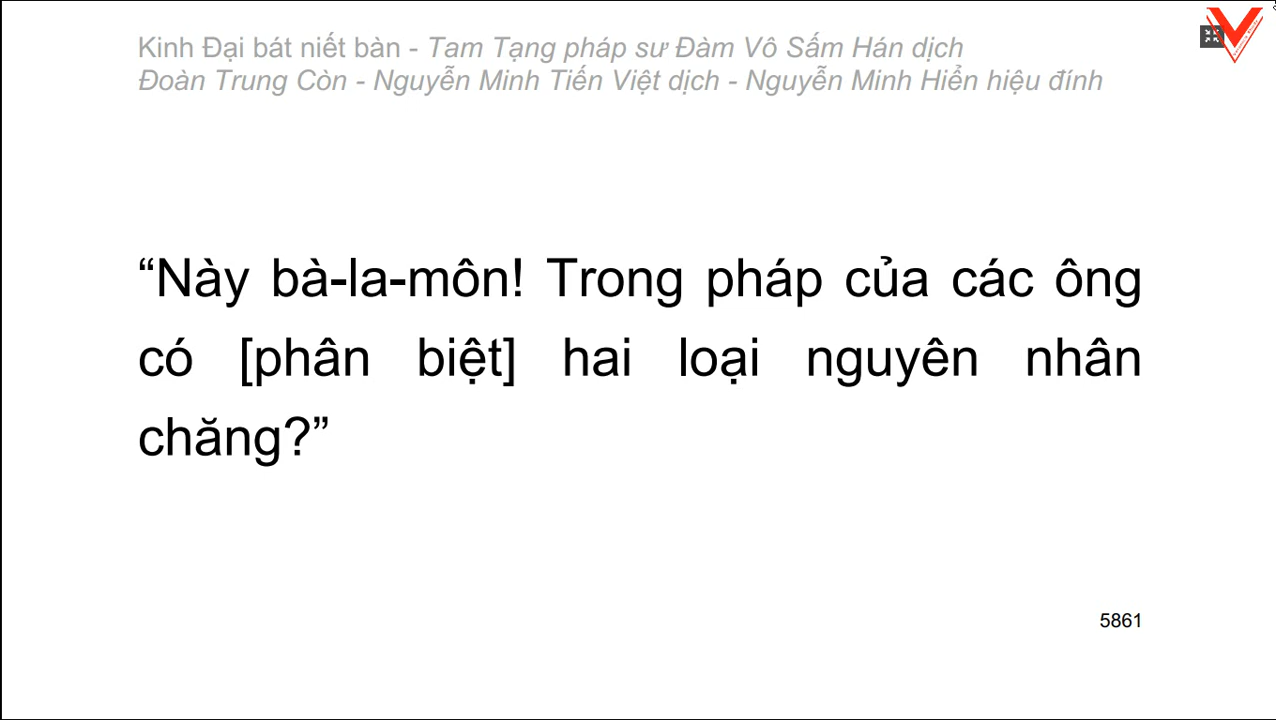 Kinh Đại bát niết bàn - Tam Tạng pháp sư Đàm Vô Sấm Hán dịch
Đoàn Trung Còn - Nguyễn Minh Tiến Việt dịch - Nguyễn Minh Hiển hiệu đính
“Này bà-la-môn! Trong pháp của các ông
có [phân biệt] hai loại nguyên nhân
chăng?”
5861